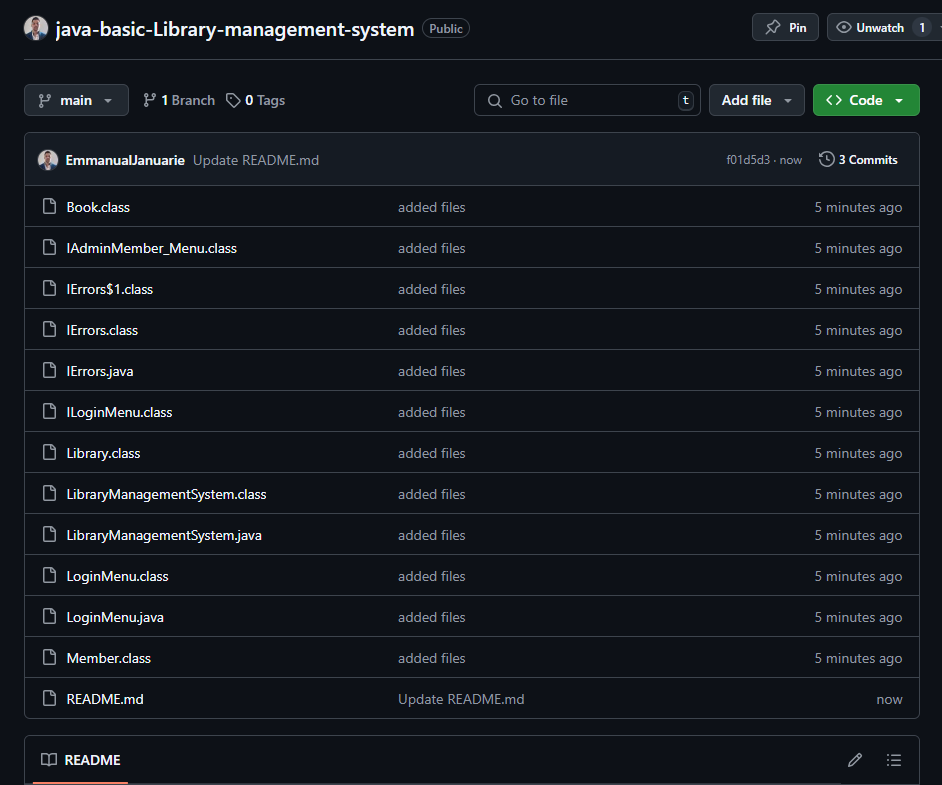 java-basic-Library-management-system Public Pin Unwatch 1
main 1 Branch 0 Tags Go to file t Add file Code
EmmanualJanuarie Update README.md f01d5d3 · now 3 Commits
Book.class added files 5 minutes ago
IAdminMember_Menu.class added files 5 minutes ago
IErrors$1.class added files 5 minutes ago
IErrors.class added files 5 minutes ago
IErrors.java added files 5 minutes ago
ILoginMenu.class added files 5 minutes ago
Library.class added files 5 minutes ago
LibraryManagementSystem.class added files 5 minutes ago
LibraryManagementSystem.java added files 5 minutes ago
LoginMenu.class added files 5 minutes ago
LoginMenu.java added files 5 minutes ago
Member.class added files 5 minutes ago
README.md Update README.md now
README